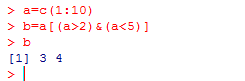 > a=c(1:10)
> b=a[(a>2)&(a<5)]
> b
[1] 3 4
>